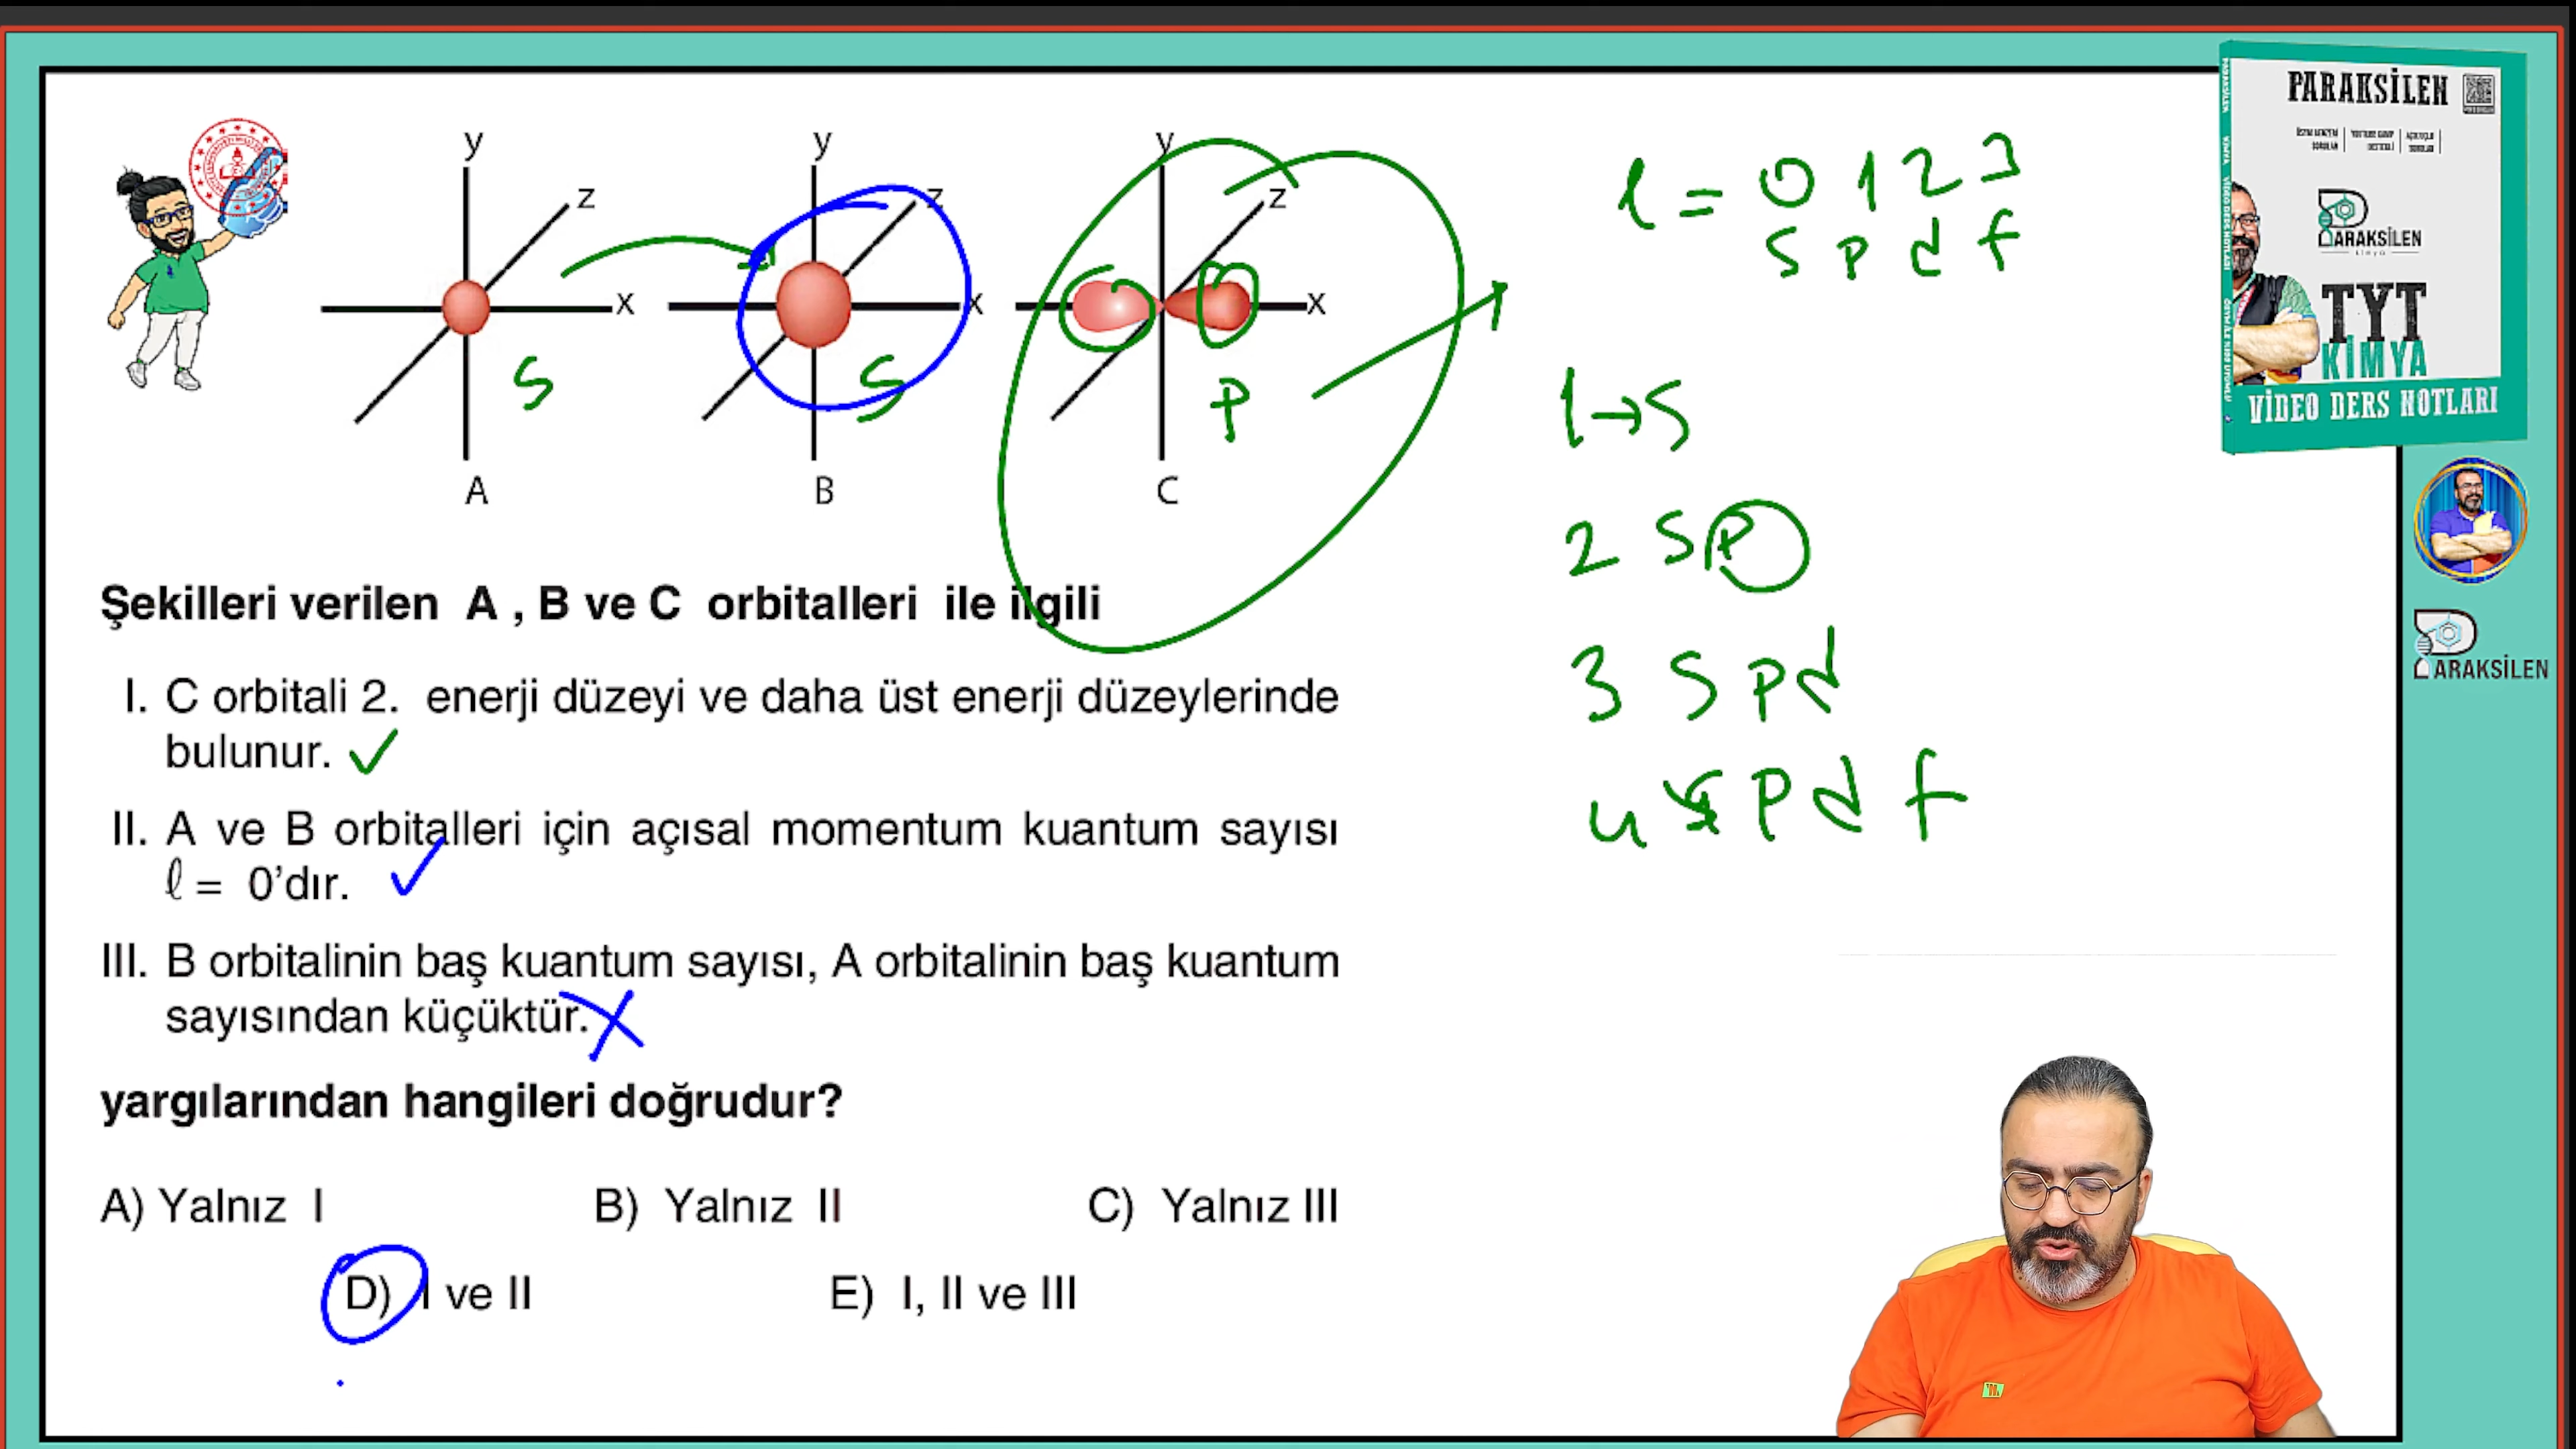 PARAKSİLEN
PARAKSİLEN
kimya
TYT
KİMYA
VİDEO DERS NOTLARI
PARAKSİLEN
y
z
x
A
S
y
z
x
B
S
y
z
x
C
P
l = 0 1 2 3
s p d f
1→s
2 s p
3 s p d
4 s p d f
Şekilleri verilen A , B ve C orbitalleri ile ilgili
I. C orbitali 2. enerji düzeyi ve daha üst enerji düzeylerinde
bulunur. ✓
II. A ve B orbitalleri için açısal momentum kuantum sayısı
ℓ = 0’dır. ✓
III. B orbitalinin baş kuantum sayısı, A orbitalinin baş kuantum
sayısından küçüktür. X
yargılarından hangileri doğrudur?
A) Yalnız I B) Yalnız II C) Yalnız III
D) I ve II E) I, II ve III